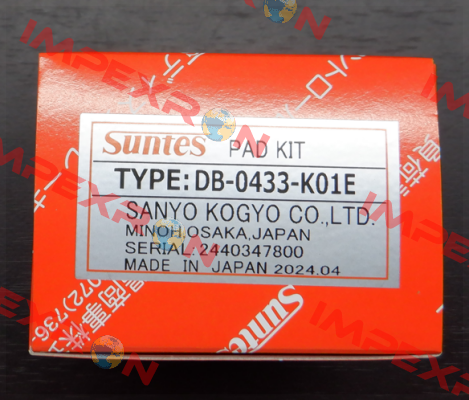 Suntes PAD KIT
TYPE:DB-0433-K01E
SANYO KOGYO CO.,LTD.
MINOH,OSAKA,JAPAN
SERIAL:2440347800
MADE IN JAPAN 2024.04
Suntes
IMPEXRON
IMPEXRON
IMPEXRON